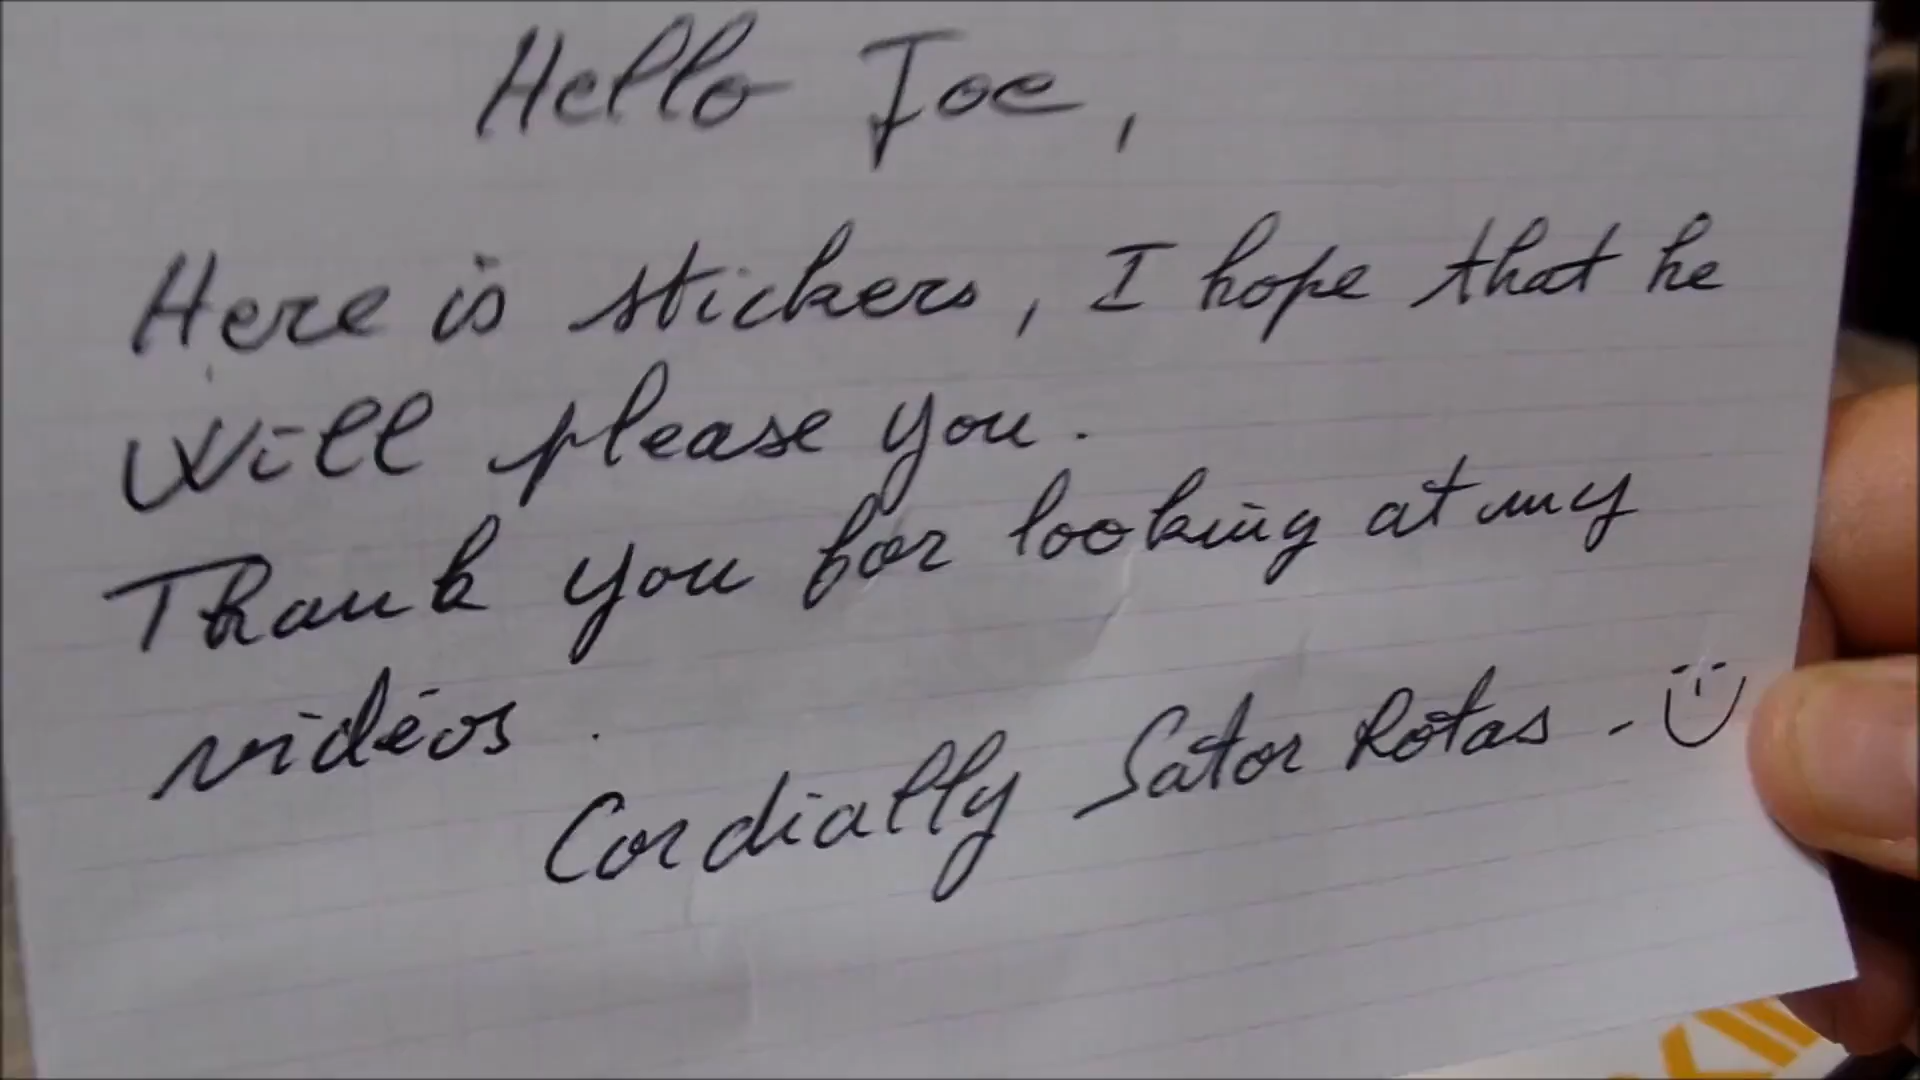 Hello Joe,
Here is stickers, I hope that he
Will please you.
Thank you for looking at my
vidéos.
Cordially Sator Rotas -